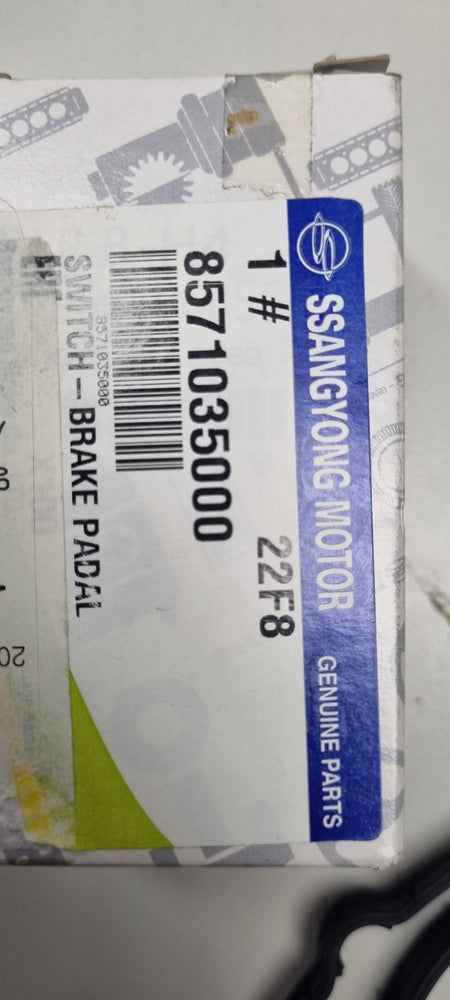 SSANGYONG MOTOR GENUINE PARTS
1 # 22F8
8571035000
8571035000
SWITCH-BRAKE PADAL